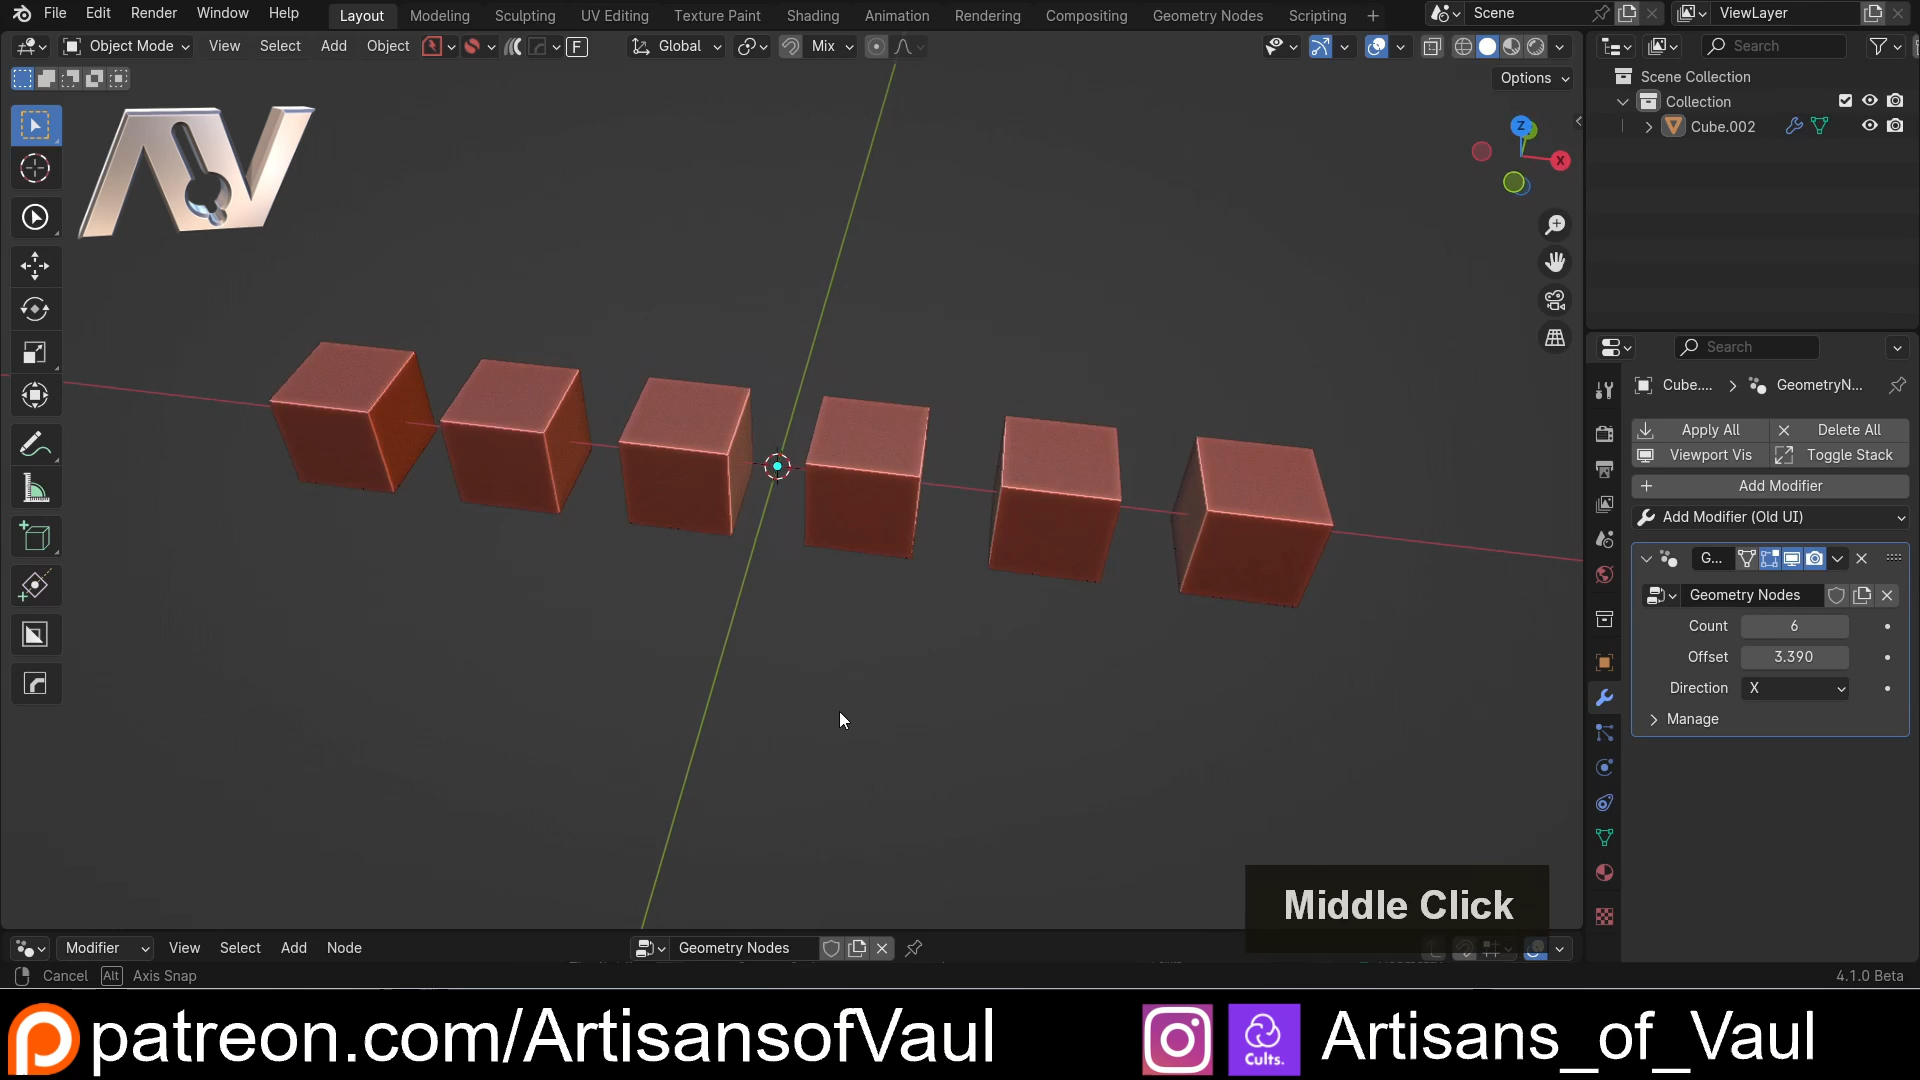 File Edit Render Window Help Layout Modeling Sculpting UV Editing Texture Paint Shading Animation Rendering Compositing Geometry Nodes Scripting + Scene ViewLayer
Object Mode View Select Add Object F Global Mix Search
Options
Scene Collection
Collection
Cube.002
Z
X
Search
Cube.... GeometryN...
Apply All Delete All
Viewport Vis Toggle Stack
Add Modifier
Add Modifier (Old UI)
G...
Geometry Nodes
Count 6
Offset 3.390
Direction X
Manage
Middle Click
Modifier View Select Add Node Geometry Nodes
Cancel Alt Axis Snap 4.1.0 Beta
patreon.com/ArtisansofVaul Cults. Artisans_of_Vaul